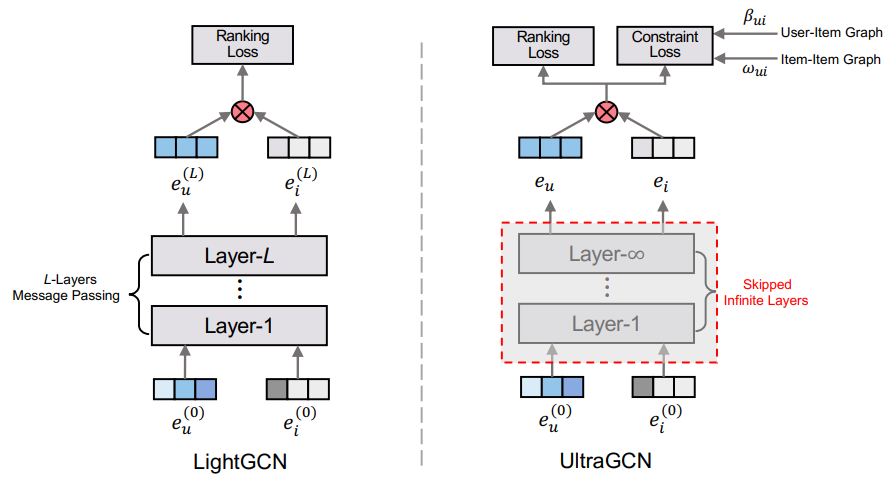 Ranking
Loss
e_u^{(L)}
e_i^{(L)}
Layer-L
⋮
Layer-1
L-Layers
Message Passing
e_u^{(0)}
e_i^{(0)}
LightGCN
Ranking
Loss
Constraint
Loss
β_{ui}
User-Item Graph
Item-Item Graph
ω_{ui}
e_u
e_i
Layer-∞
⋮
Layer-1
Skipped
Infinite Layers
e_u^{(0)}
e_i^{(0)}
UltraGCN